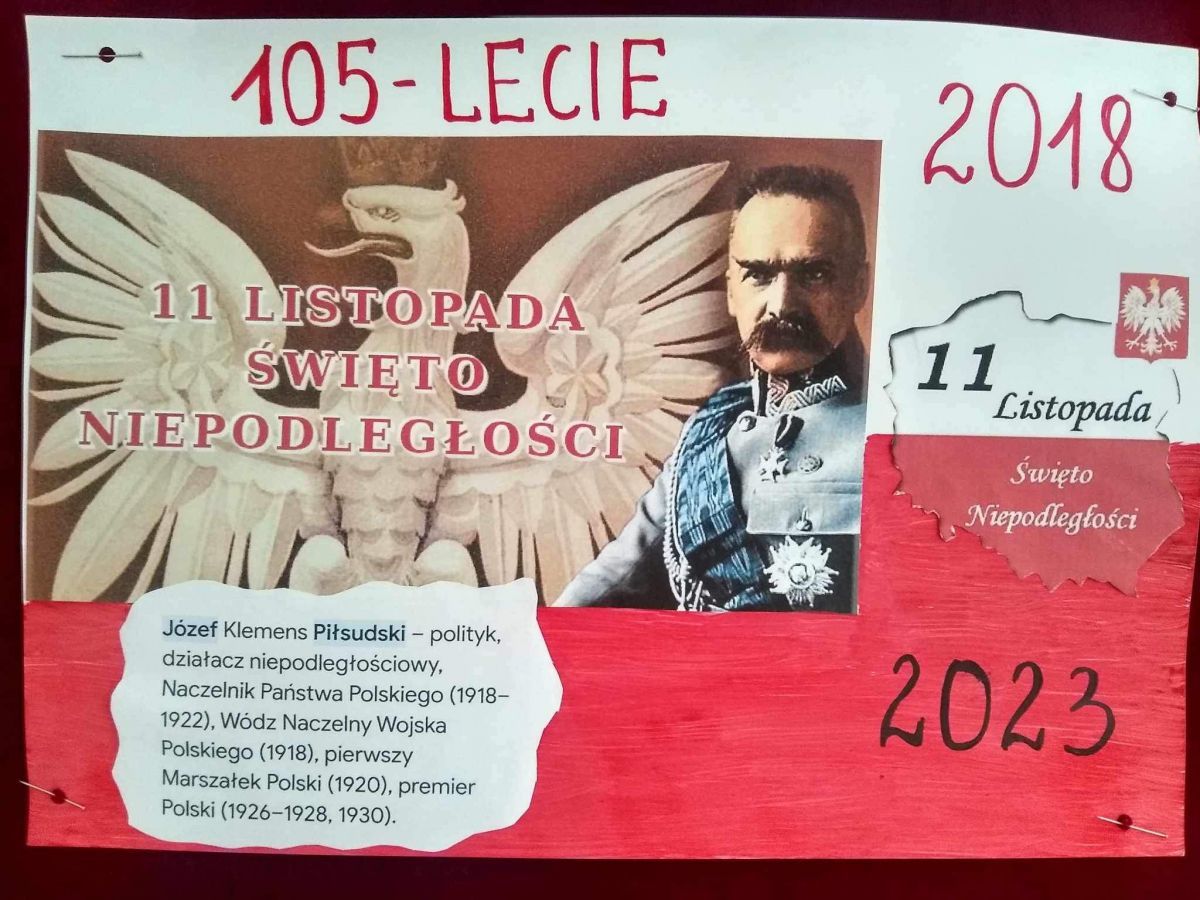 105-LECIE
2018
11 LISTOPADA
ŚWIĘTO
NIEPODLEGŁOŚCI
11
Listopada
Święto
Niepodległości
Józef Klemens Piłsudski – polityk,
działacz niepodległościowy,
Naczelnik Państwa Polskiego (1918–
1922), Wódz Naczelny Wojska
Polskiego (1918), pierwszy
Marszałek Polski (1920), premier
Polski (1926–1928, 1930).
2023